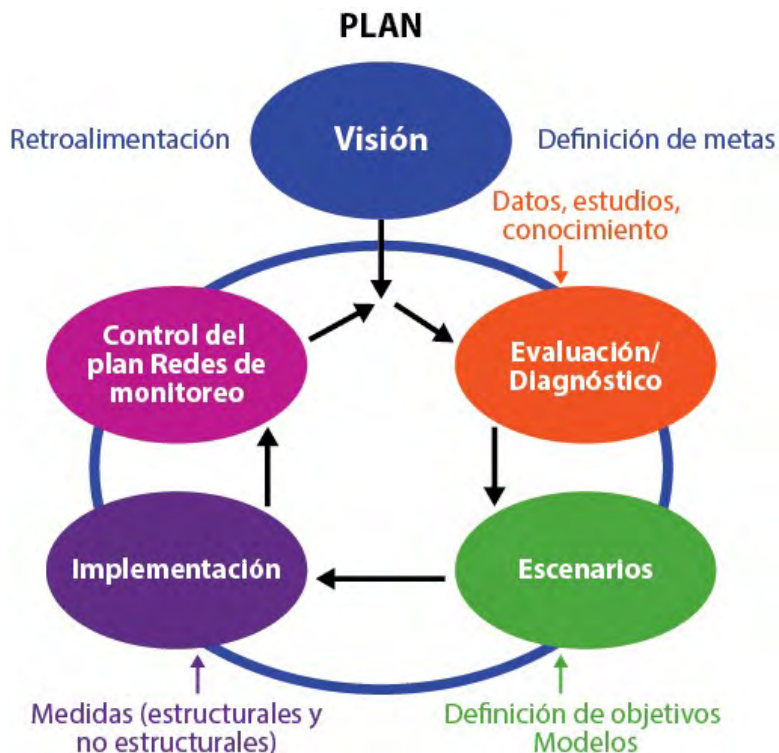 PLAN
Retroalimentación
Visión
Definición de metas
Datos, estudios,
conocimiento
Control del
plan Redes de
monitoreo
Evaluación/
Diagnóstico
Implementación
Escenarios
Medidas (estructurales y
no estructurales)
Definición de objetivos
Modelos